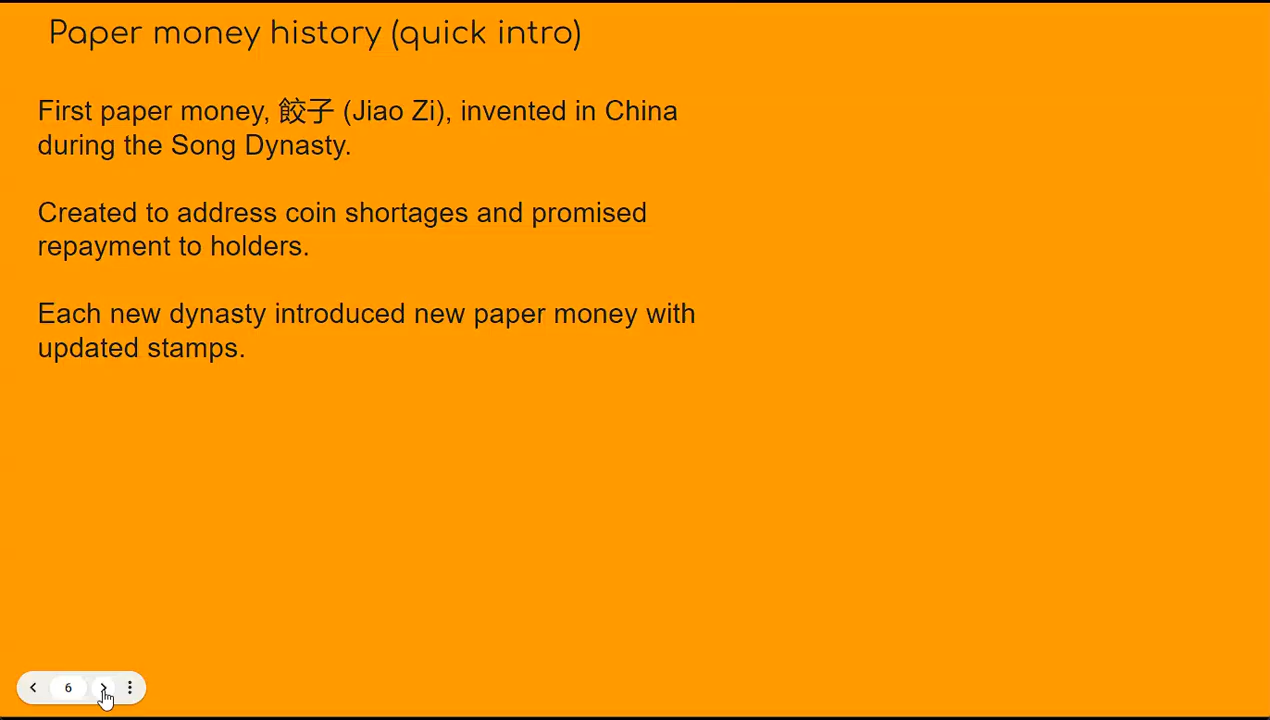 Paper money history (quick intro)
First paper money, 餃子 (Jiao Zi), invented in China
during the Song Dynasty.
Created to address coin shortages and promised
repayment to holders.
Each new dynasty introduced new paper money with
updated stamps.
6